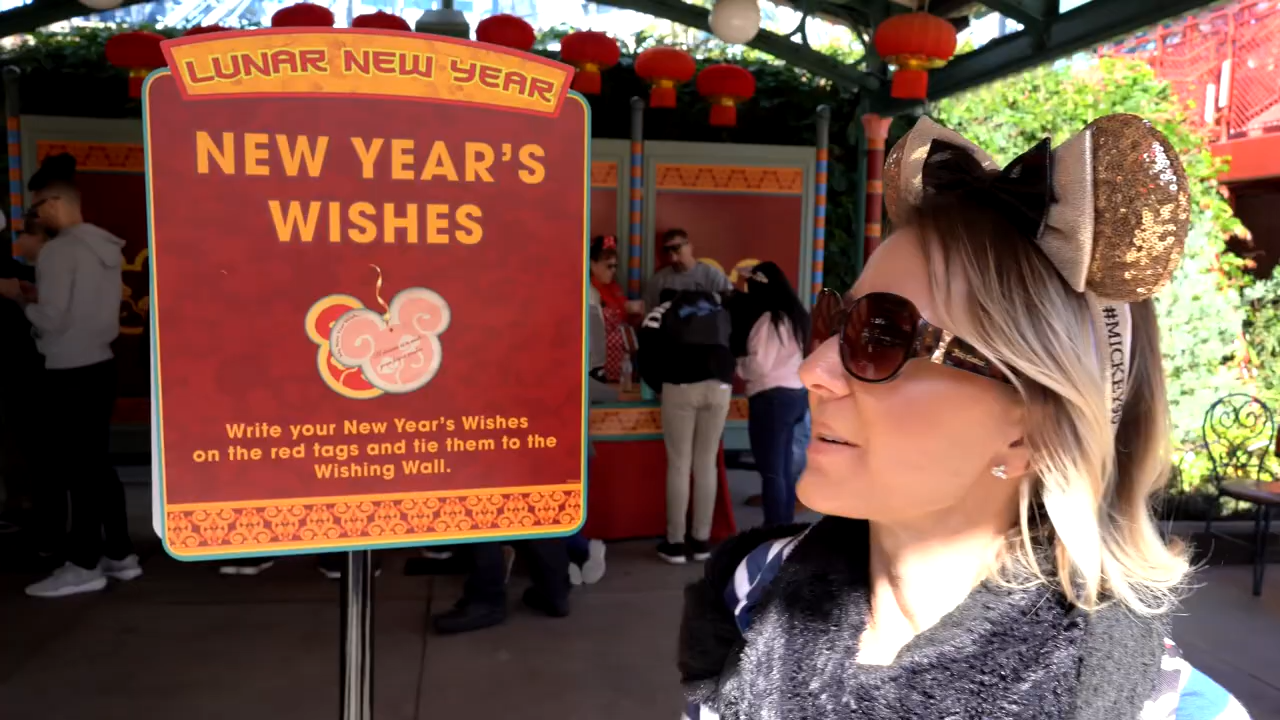 LUNAR NEW YEAR
NEW YEAR'S
WISHES
Write your New Year's Wishes
on the red tags and tie them to the
Wishing Wall.
#MICKEY90